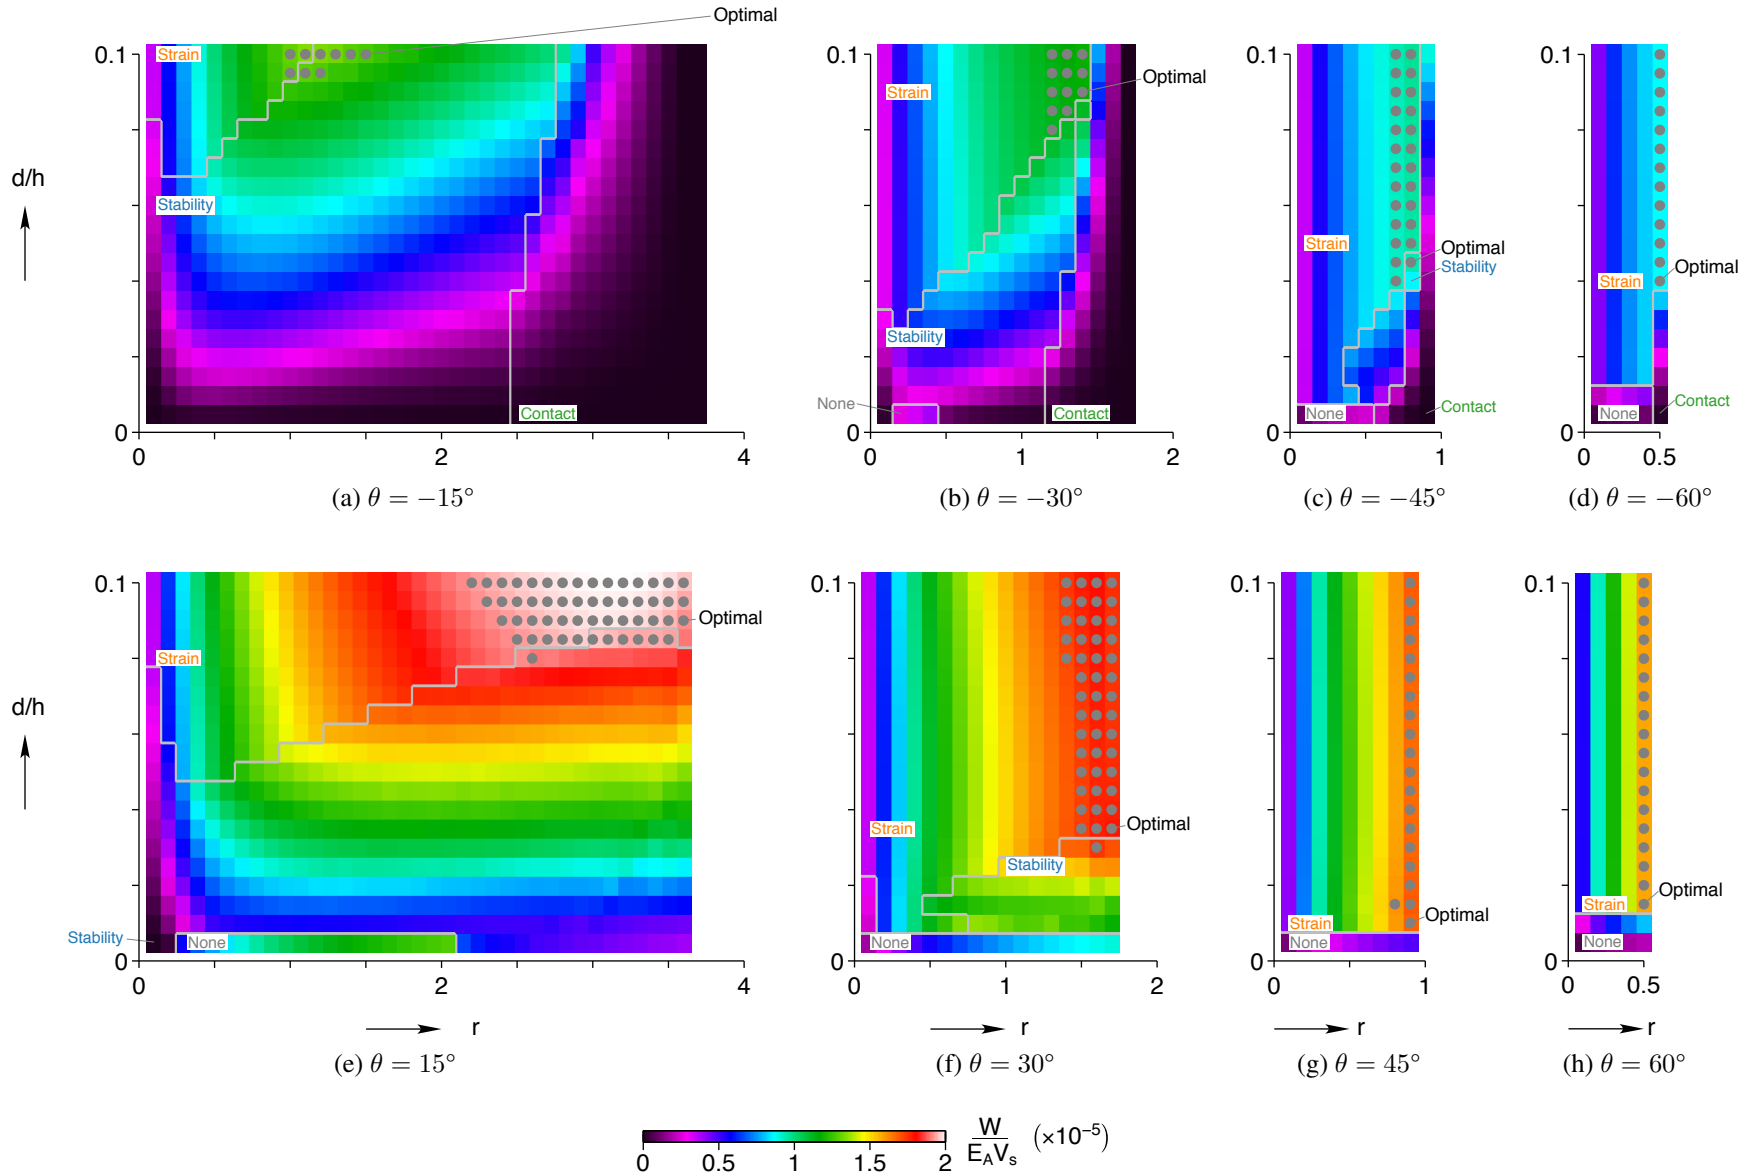 Optimal
0.1
Strain
d/h
Stability
Contact
0
0
2
4
(a) θ = −15°
0.1
Strain
Optimal
Stability
None
Contact
0
0
1
2
(b) θ = −30°
0.1
Strain
Optimal
Stability
None
Contact
0
0
1
(c) θ = −45°
0.1
Optimal
Strain
Contact
None
0
0
0.5
(d) θ = −60°
0.1
Optimal
Strain
d/h
Stability
None
0
0
2
4
r
(e) θ = 15°
0.1
Strain
Optimal
Stability
None
0
0
1
2
r
(f) θ = 30°
0.1
Strain
Optimal
None
0
0
1
r
(g) θ = 45°
0.1
Optimal
Strain
None
0
0
0.5
r
(h) θ = 60°
0
0.5
1
1.5
2
W
E_A V_s
(×10⁻⁵)